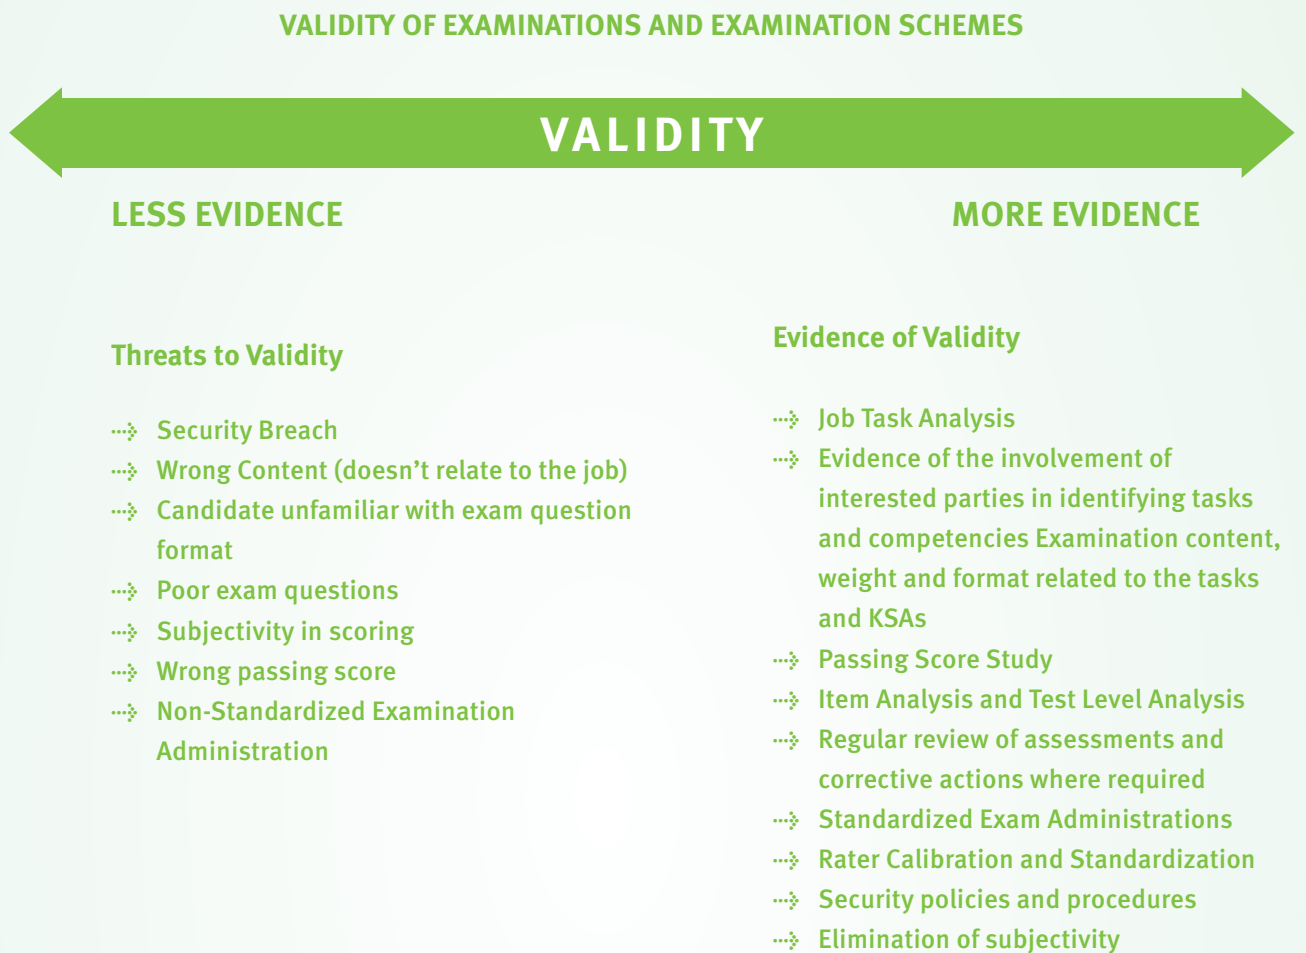 VALIDITY OF EXAMINATIONS AND EXAMINATION SCHEMES
VALIDITY
LESS EVIDENCE
MORE EVIDENCE
Threats to Validity
Security Breach
Wrong Content (doesn’t relate to the job)
Candidate unfamiliar with exam question
format
Poor exam questions
Subjectivity in scoring
Wrong passing score
Non-Standardized Examination
Administration
Evidence of Validity
Job Task Analysis
Evidence of the involvement of
interested parties in identifying tasks
and competencies Examination content,
weight and format related to the tasks
and KSAs
Passing Score Study
Item Analysis and Test Level Analysis
Regular review of assessments and
corrective actions where required
Standardized Exam Administrations
Rater Calibration and Standardization
Security policies and procedures
Elimination of subjectivity